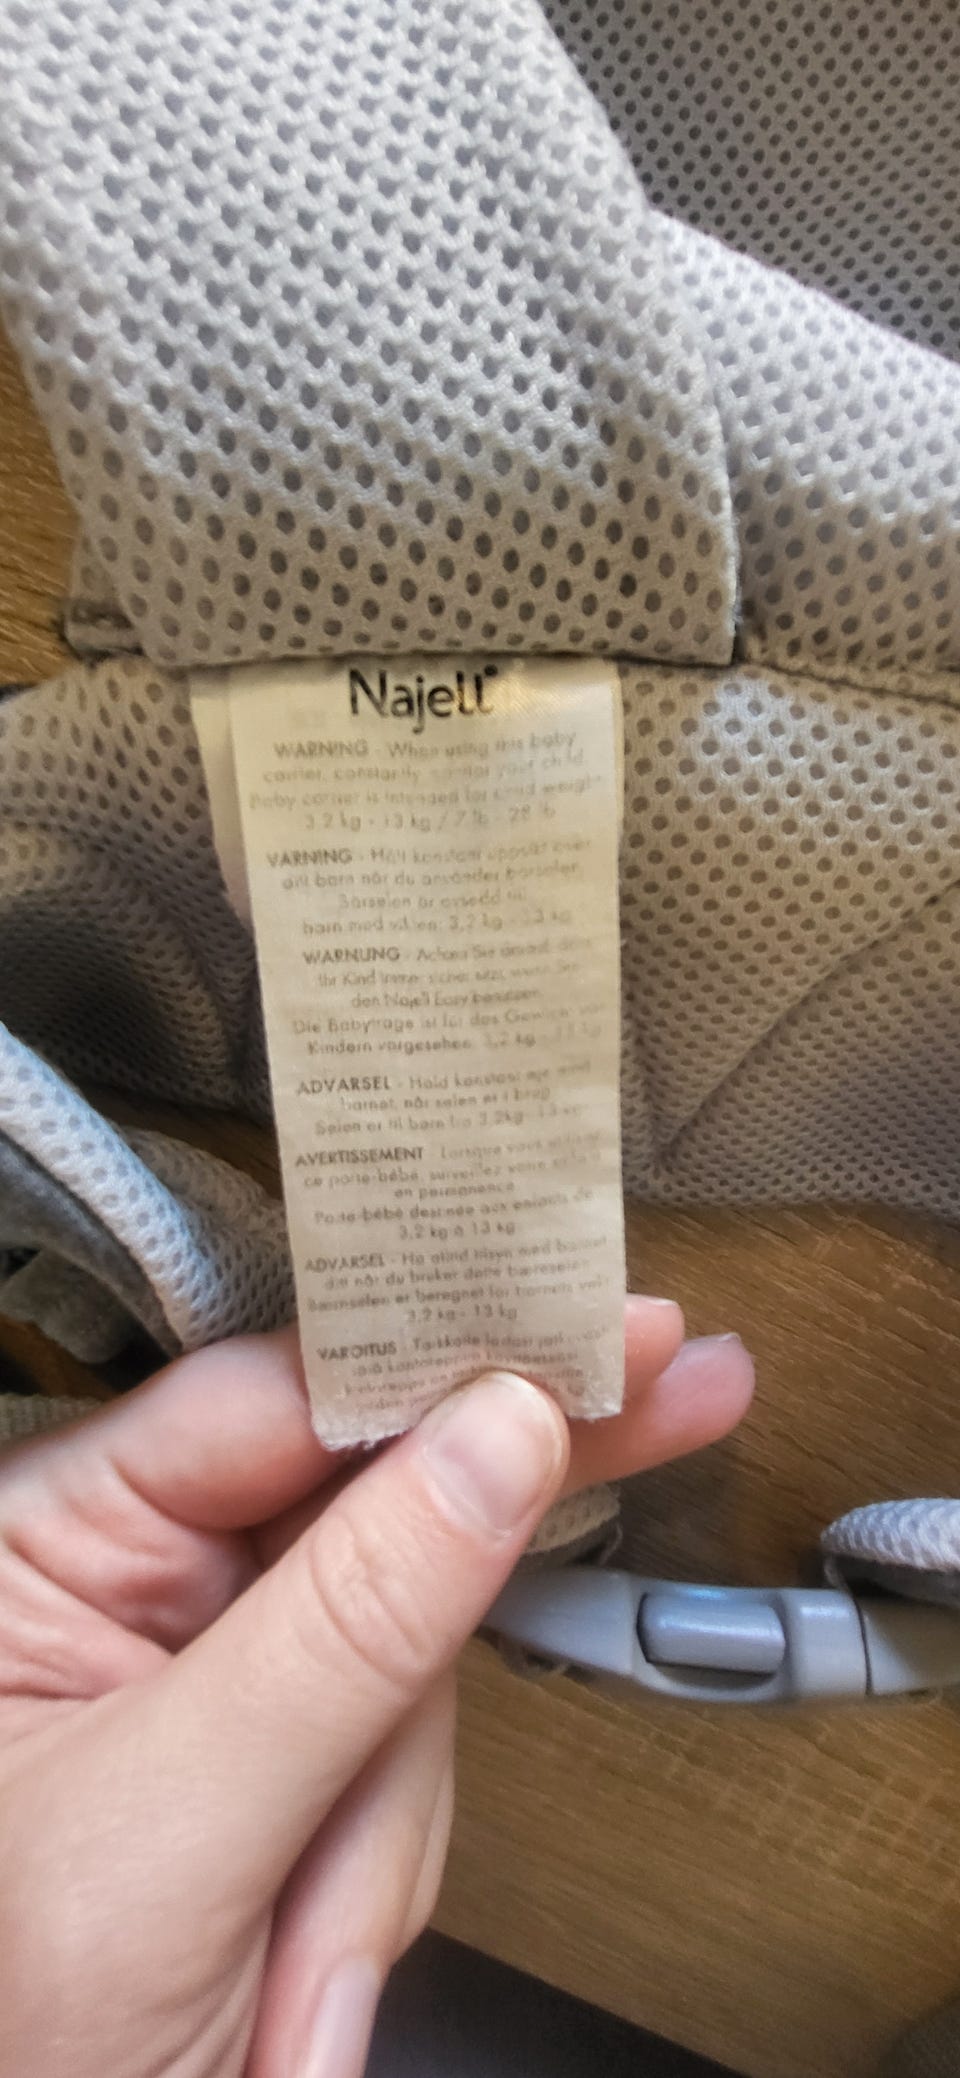 Najell
WARNING - When using this baby
carrier, constantly monitor your child.
Baby carrier is intended for child weight
3.2 kg - 13 kg / 7 lb - 28 lb
VARNING - Håll konstant uppsikt över
ditt barn när du använder bärselen.
Bärselen är avsedd till
barn med vikten: 3,2 kg - 13 kg
WARNUNG - Achten Sie darauf, dass
Ihr Kind immer sicher sitzt, wenn Sie
den Najell Easy benutzen.
Die Babytrage ist für das Gewicht von
Kindern vorgesehen: 3,2 kg
ADVARSEL - Hold konstant øje med
barnet, når selen er i brug
Selen er til børn fra 3,2kg - 13 kg
AVERTISSEMENT - Lorsque vous utilisez
ce porte-bébé, surveillez votre enfant
en permanence.
Porte-bébé destinée aux enfants de
3,2 kg à 13 kg
ADVARSEL - Ha alltid tilsyn med barnet
ditt når du bruker dette bæreselen
Bæreselen er beregnet for barnets vekt
3,2 kg - 13 kg
VAROITUS - Tarkkaile lastasi jatkuvasti